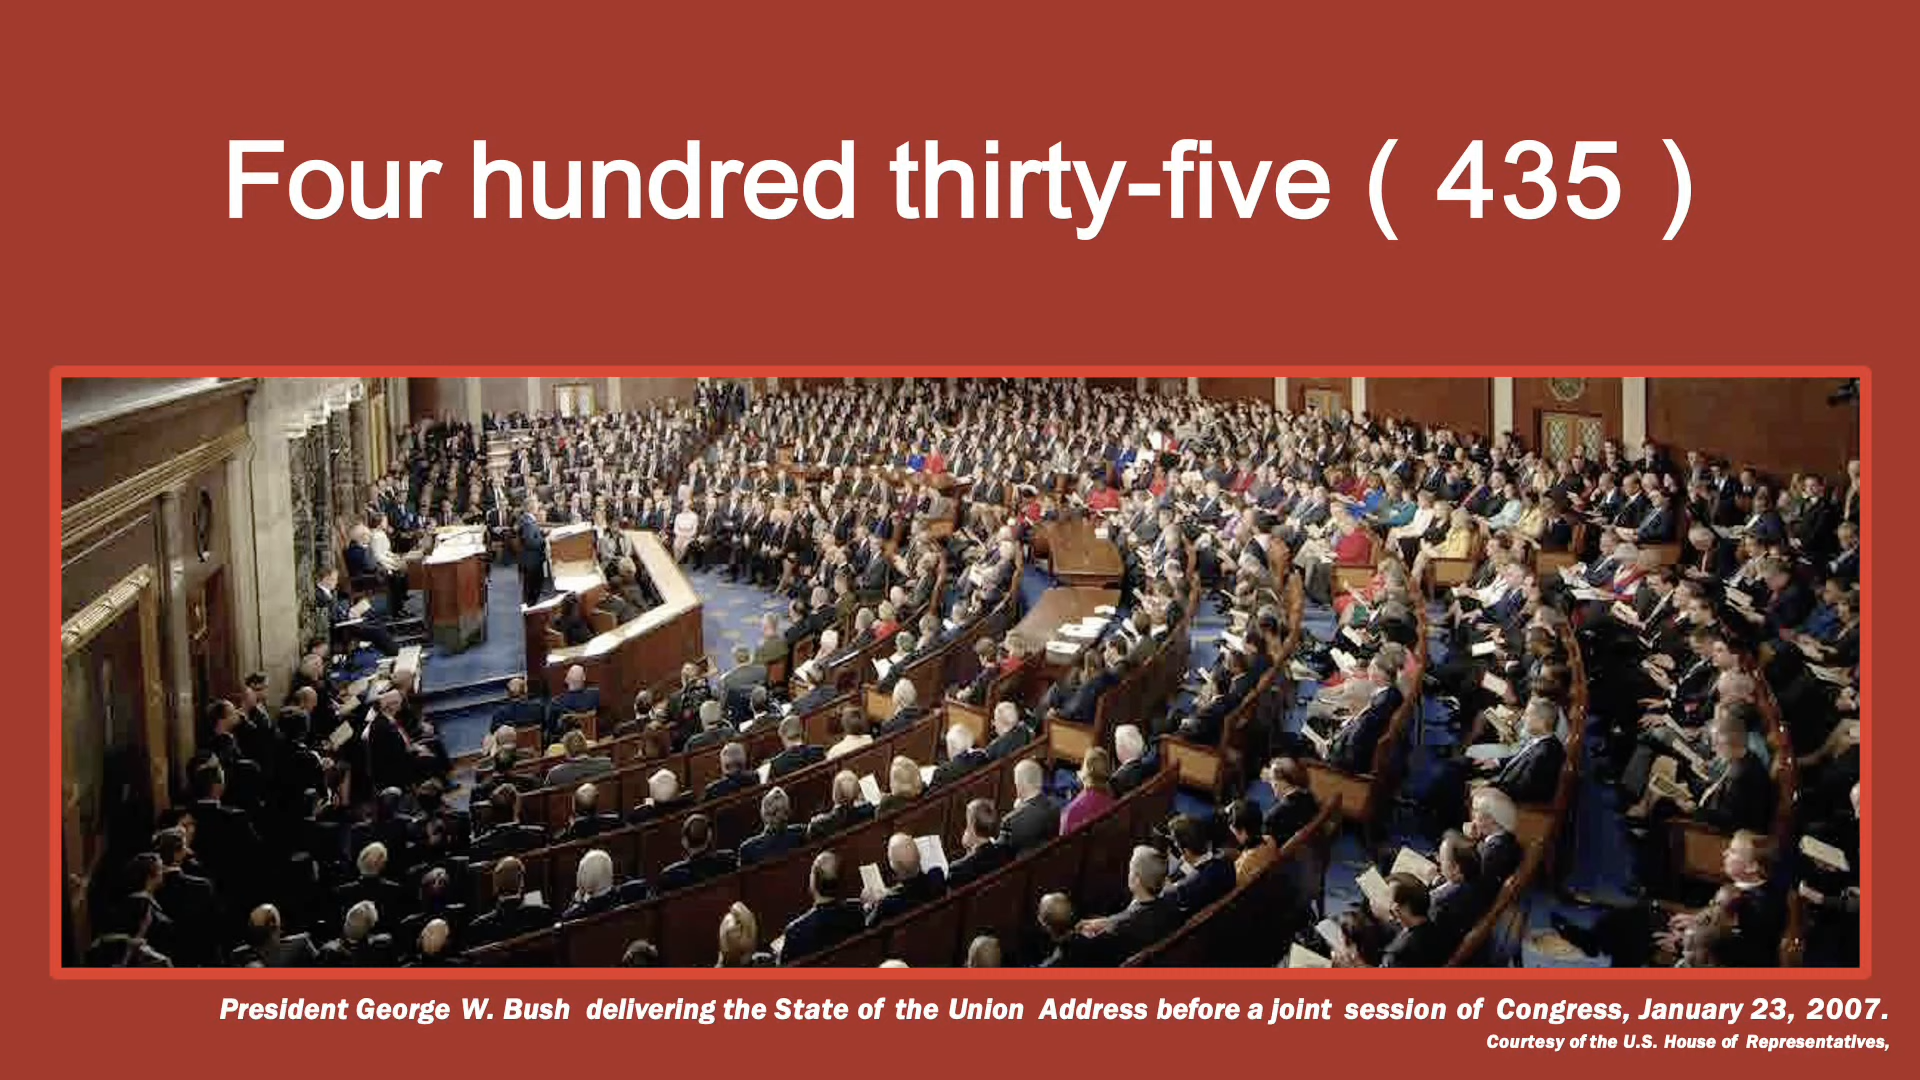 Four hundred thirty-five ( 435 )
President George W. Bush delivering the State of the Union Address before a joint session of Congress, January 23, 2007.
Courtesy of the U.S. House of Representatives,